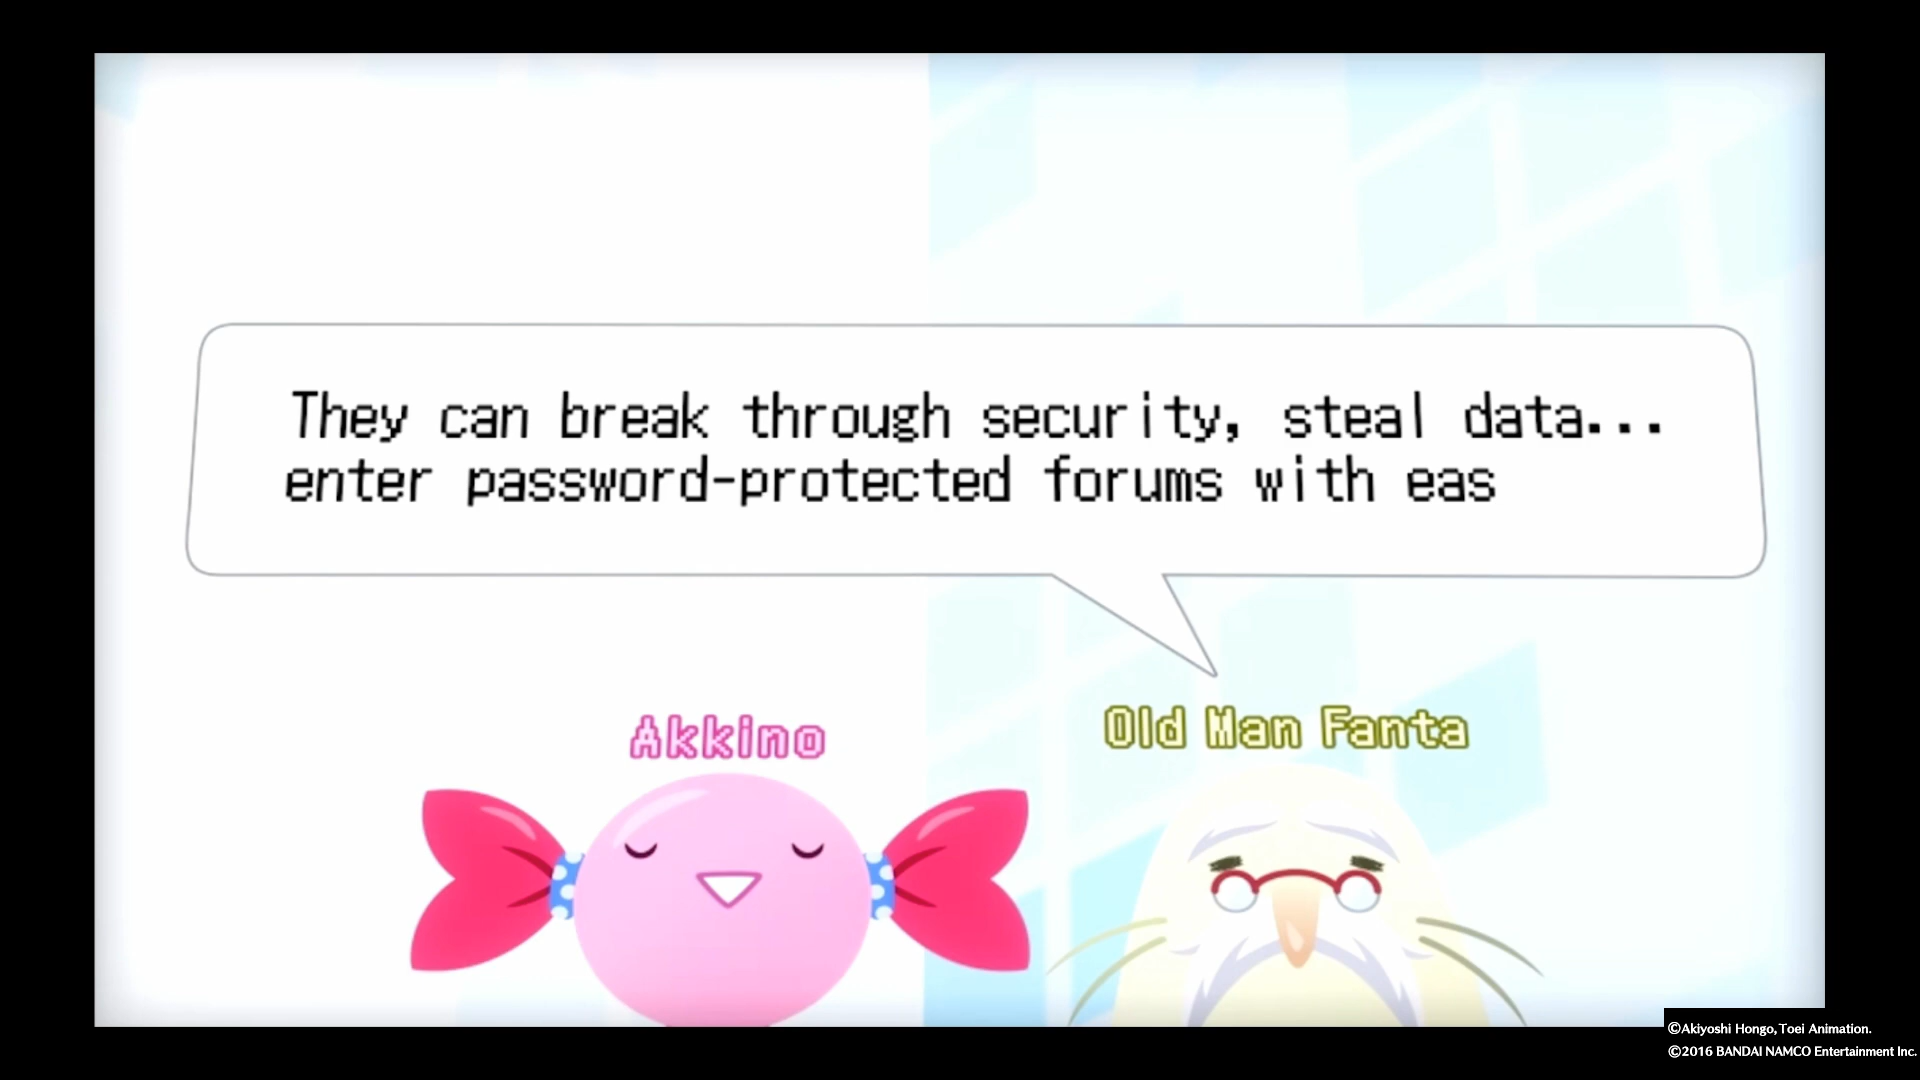 They can break through security, steal data...
enter password-protected forums with eas
Akkino
Old Man Fanta
©Akiyoshi Hongo, Toei Animation.
©2016 BANDAI NAMCO Entertainment Inc.